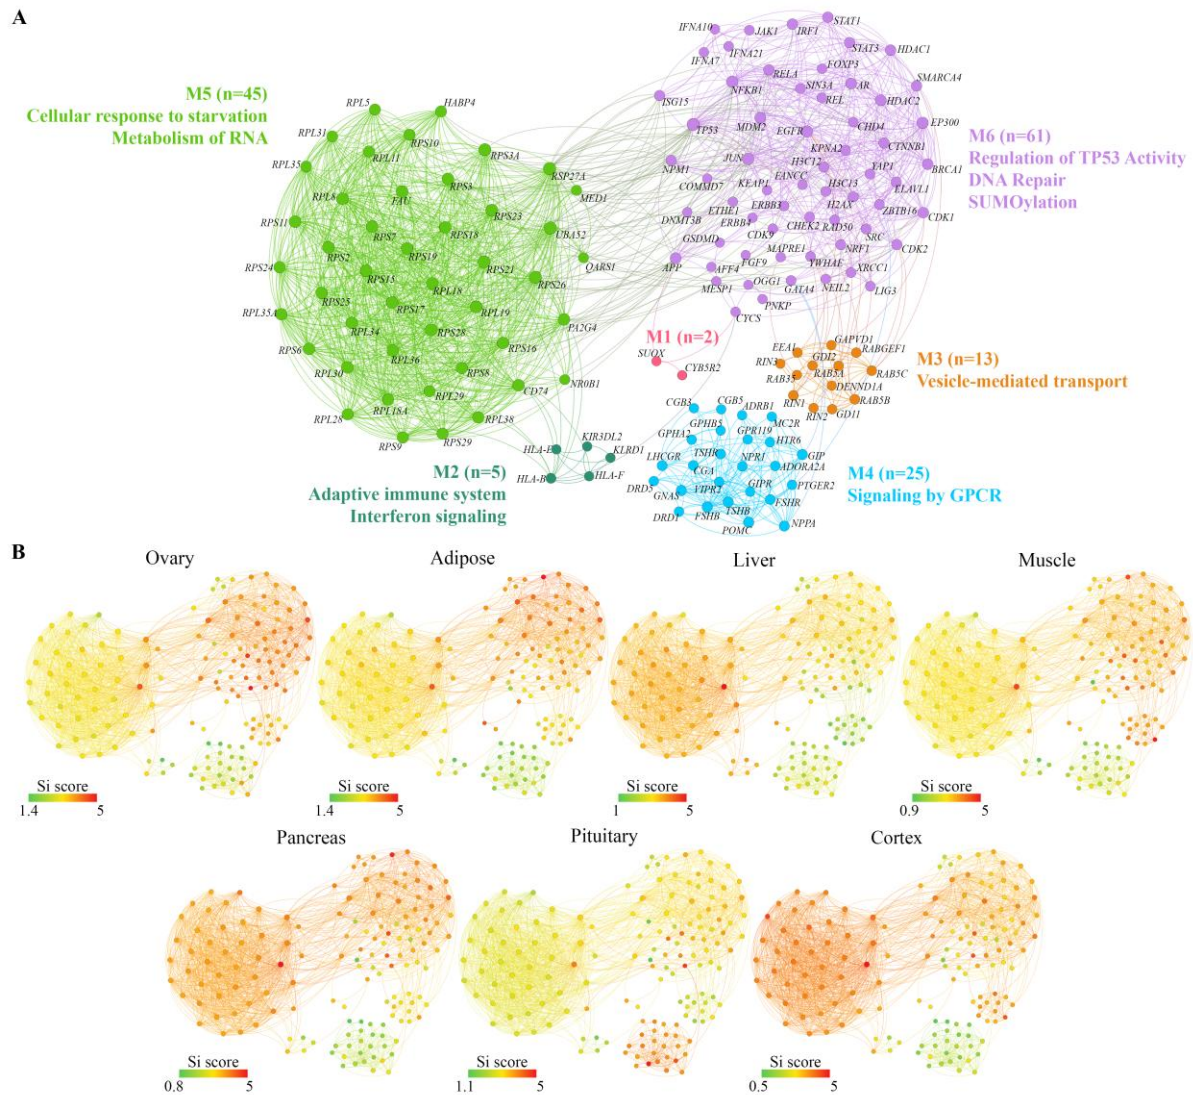 A
M5 (n=45)
Cellular response to starvation
Metabolism of RNA
RPL5
HABP4
RPL31
RPS10
RPL35
RPL11
RPS3A
RSP27A
RPL8
FAU
RPS3
MED1
RPS11
RPS23
RPS7
RPS18
UBA52
RPS2
RPS19
RPS24
RPS15
RPS21
QARS1
RPS25
RPL18
RPS26
RPL35A
RPS17
RPL19
RPL34
RPS28
PA2G4
RPS6
RPL36
RPS16
RPL30
RPS8
NR0B1
RPL29
CD74
RPL28
RPL18A
RPL38
RPS9
RPS29
IFNA10
JAK1
IRF1
STAT1
IFNA7
IFNA21
STAT3
HDAC1
FOXP3
RELA
SMARCA4
NFKB1
SIN3A
AR
ISG15
REL
HDAC2
TP53
MDM2
CHD4
EP300
EGFR
KPNA2
CTNNB1
JUN
H3C12
YAP1
BRCA1
NPM1
FANCC
COMMD7
KEAP1
H3C13
ELAVL1
ETHE1
ERBB3
H2AX
ZBTB16
DNMT3B
ERBB4
CHEK2
RAD50
CDK1
GSDMD
CDK9
SRC
MAPRE1
NRF1
CDK2
APP
AFF4
FGF9
YWHAE
XRCC1
MESP1
OGG1
GATA4
NEIL2
LIG3
PNKP
CYCS
M6 (n=61)
Regulation of TP53 Activity
DNA Repair
SUMOylation
M1 (n=2)
SUOX
CYB5R2
EEA1
GAPVD1
RABGEF1
RIN3
GDI2
RAB5A
RAB5C
RAB35
DENND1A
RIN1
RAB5B
RIN2
GDI1
M3 (n=13)
Vesicle-mediated transport
CGB3
CGB5
ADRB1
GPHB5
MC2R
GPHA2
GPR119
HTR6
LHCGR
TSHR
NPR1
GIP
CGA
ADORA2A
DRD5
VIPR2
GIPR
PTGER2
GNAS
FSHR
FSHB
TSHB
DRD1
POMC
NPPA
M4 (n=25)
Signaling by GPCR
KIR3DL2
HLA-E
KLRD1
HLA-B
HLA-F
M2 (n=5)
Adaptive immune system
Interferon signaling
B
Ovary
Adipose
Liver
Muscle
Si score
1.4
5
Si score
1.4
5
Si score
1
5
Si score
0.9
5
Pancreas
Pituitary
Cortex
Si score
0.8
5
Si score
1.1
5
Si score
0.5
5